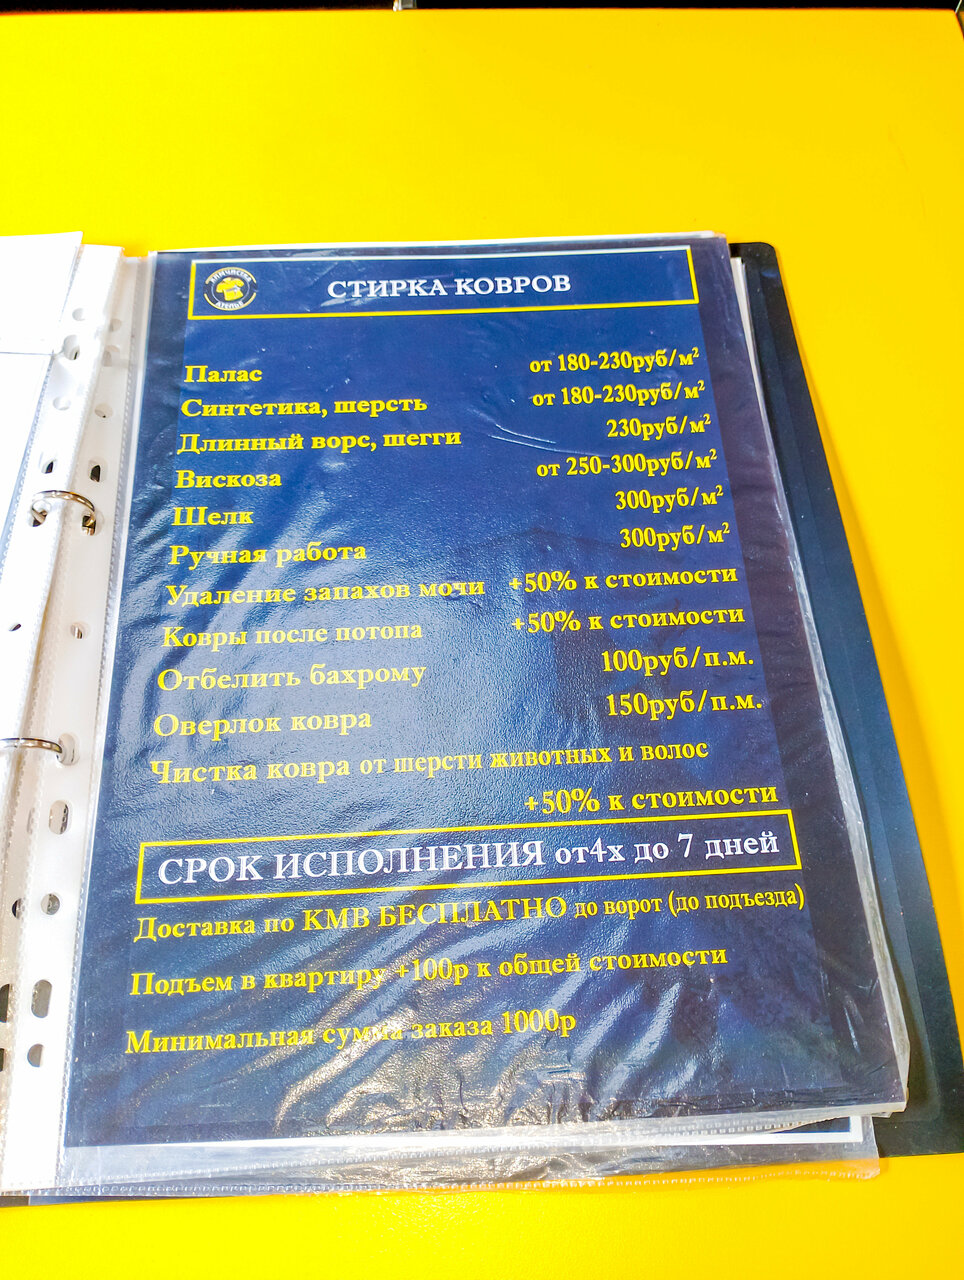 ХИМЧИСТКА
АТЕЛЬЕ
СТИРКА КОВРОВ
Палас от 180-230руб/м²
Синтетика, шерсть от 180-230руб/м²
Длинный ворс, шегги 230руб/м²
Вискоза от 250-300руб/м²
Шелк 300руб/м²
Ручная работа 300руб/м²
Удаление запахов мочи +50% к стоимости
Ковры после потопа +50% к стоимости
Отбелить бахрому 100руб/п.м.
Оверлок ковра 150руб/п.м.
Чистка ковра от шерсти животных и волос
+50% к стоимости
СРОК ИСПОЛНЕНИЯ от4х до 7 дней
Доставка по КМВ БЕСПЛАТНО до ворот (до подъезда)
Подъем в квартиру +100р к общей стоимости
Минимальная сумма заказа 1000р